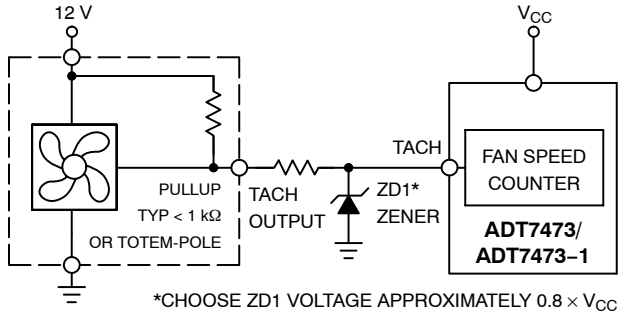 12 V
V_CC
TACH
FAN SPEED
COUNTER
PULLUP
TYP < 1 kΩ
OR TOTEM-POLE
TACH
OUTPUT
ZD1*
ZENER
ADT7473/
ADT7473−1
*CHOOSE ZD1 VOLTAGE APPROXIMATELY 0.8 × V_CC